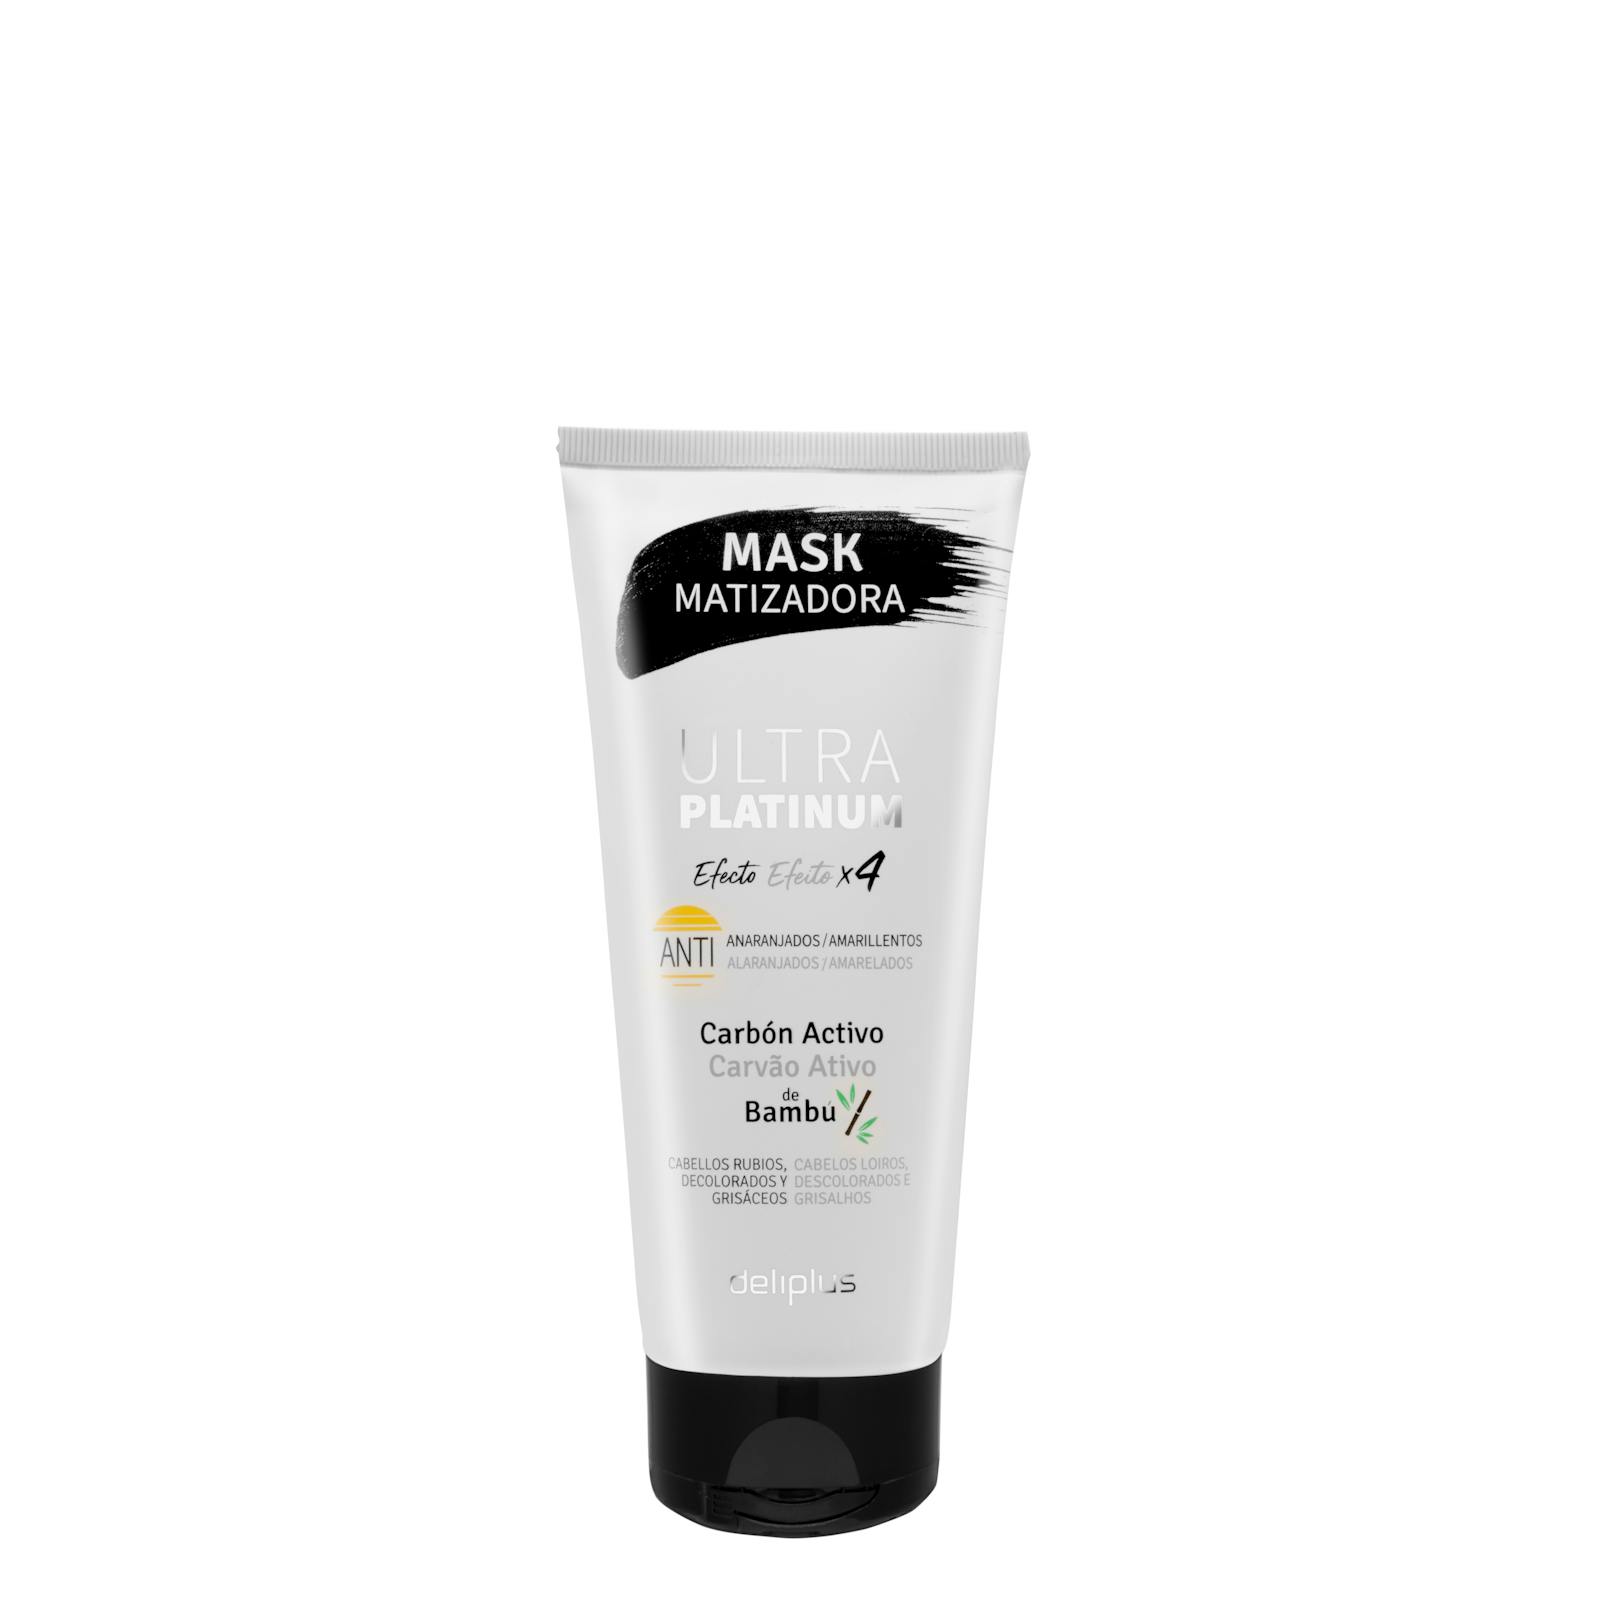 MASK
MATIZADORA
ULTRA
PLATINUM
Efecto Efeito x4
ANTI
ANARANJADOS/AMARILLENTOS
ALARANJADOS/AMARELADOS
Carbón Activo
Carvão Ativo
de
Bambú
CABELLOS RUBIOS, CABELOS LOIROS,
DECOLORADOS Y DESCOLORADOS E
GRISÁCEOS GRISALHOS
deliplus